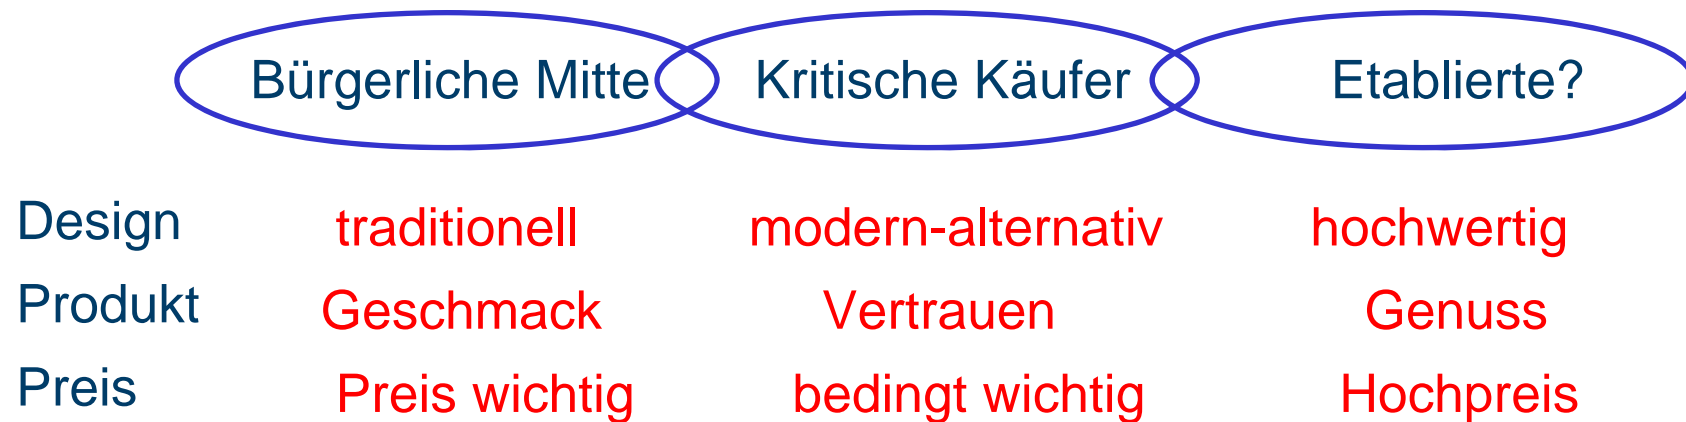 Bürgerliche Mitte Kritische Käufer Etablierte?
Design traditionell modern-alternativ hochwertig
Produkt Geschmack Vertrauen Genuss
Preis Preis wichtig bedingt wichtig Hochpreis